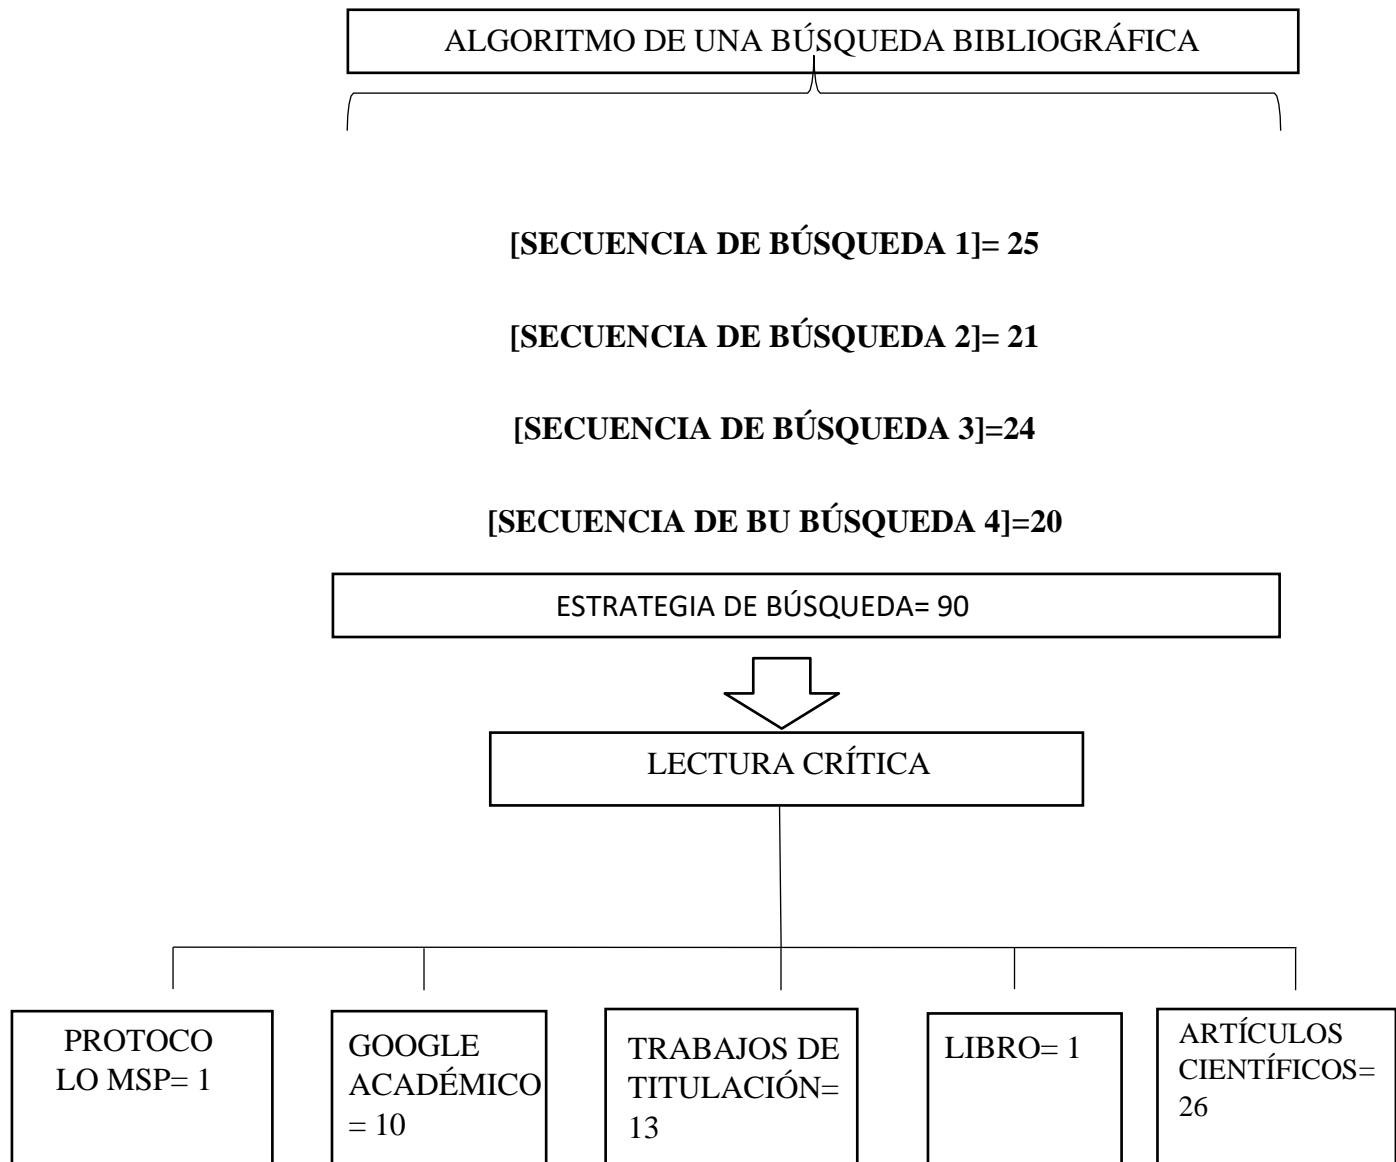 ALGORITMO DE UNA BÚSQUEDA BIBLIOGRÁFICA
[SECUENCIA DE BÚSQUEDA 1]= 25
[SECUENCIA DE BÚSQUEDA 2]= 21
[SECUENCIA DE BÚSQUEDA 3]=24
[SECUENCIA DE BU BÚSQUEDA 4]=20
ESTRATEGIA DE BÚSQUEDA= 90
LECTURA CRÍTICA
PROTOCO
LO MSP= 1
GOOGLE
ACADÉMICO
= 10
TRABAJOS DE
TITULACIÓN=
13
LIBRO= 1
ARTÍCULOS
CIENTÍFICOS=
26